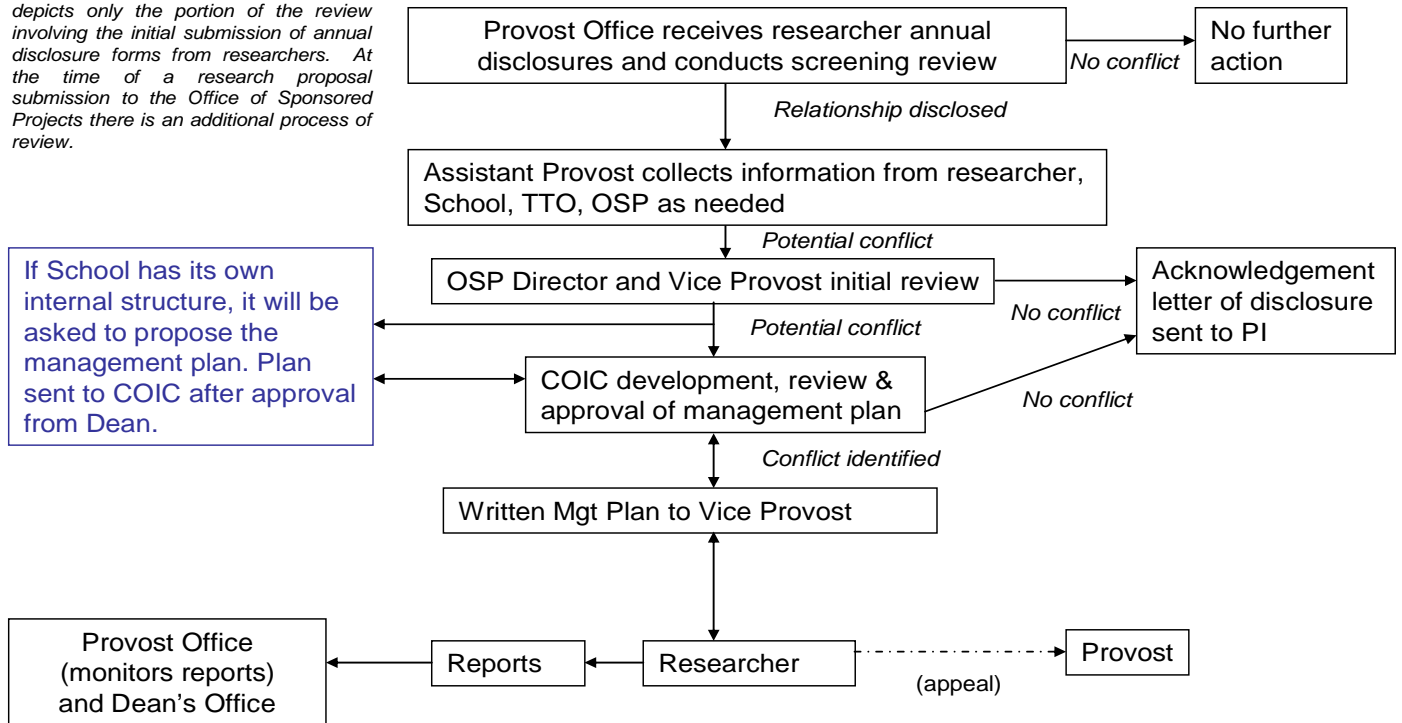 depicts only the portion of the review
involving the initial submission of annual
disclosure forms from researchers. At
the time of a research proposal
submission to the Office of Sponsored
Projects there is an additional process of
review.
Provost Office receives researcher annual
disclosures and conducts screening review
No conflict
No further
action
Relationship disclosed
Assistant Provost collects information from researcher,
School, TTO, OSP as needed
Potential conflict
If School has its own
internal structure, it will be
asked to propose the
management plan. Plan
sent to COIC after approval
from Dean.
OSP Director and Vice Provost initial review
No conflict
Acknowledgement
letter of disclosure
sent to PI
Potential conflict
COIC development, review &
approval of management plan
No conflict
Conflict identified
Written Mgt Plan to Vice Provost
Provost Office
(monitors reports)
and Dean’s Office
Reports
Researcher
(appeal)
Provost